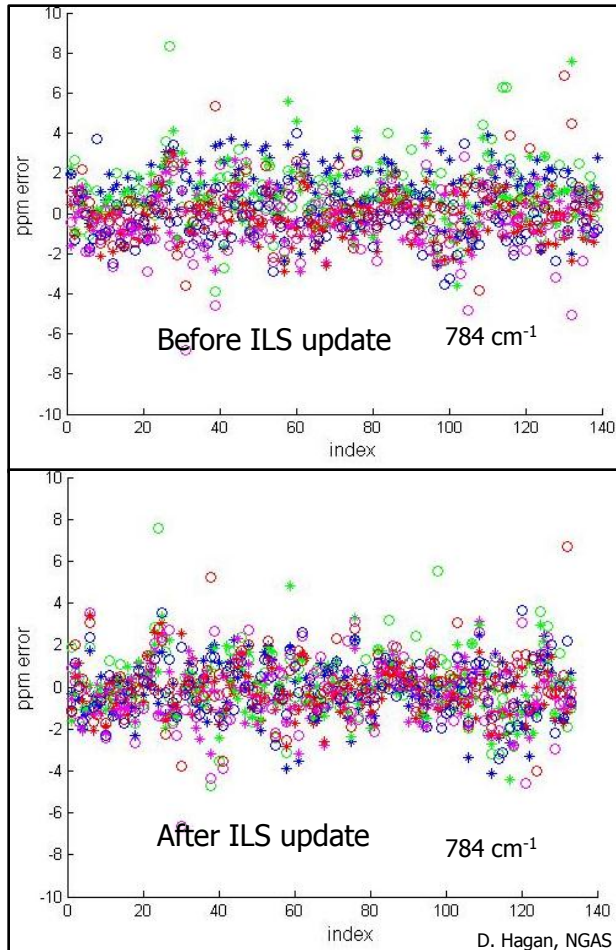 10
8
6
4
2
0
-2
-4
-6
-8
-10
ppm error
Before ILS update 784 cm-1
0 20 40 60 80 100 120 140
index
10
8
6
4
2
0
-2
-4
-6
-8
-10
ppm error
After ILS update 784 cm-1
0 20 40 60 80 100 120 140
index
D. Hagan, NGAS